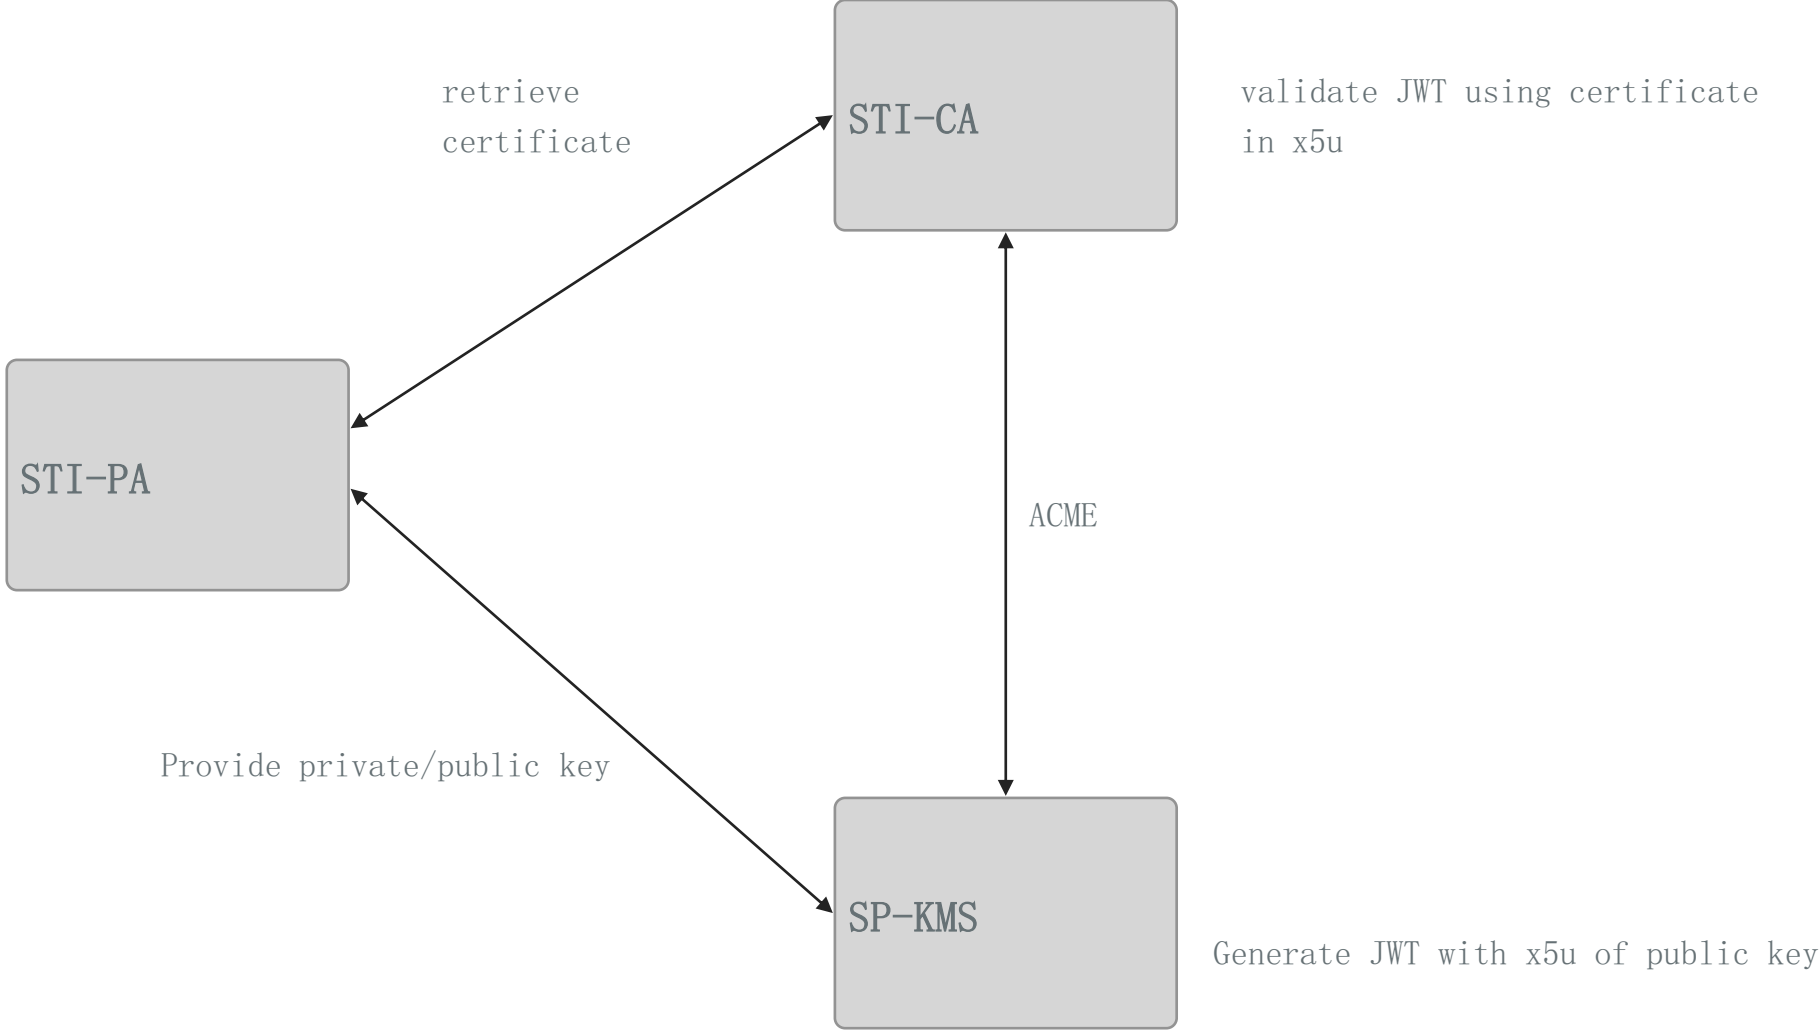 retrieve
certificate
STI-CA
validate JWT using certificate
in x5u
STI-PA
ACME
Provide private/public key
SP-KMS
Generate JWT with x5u of public key